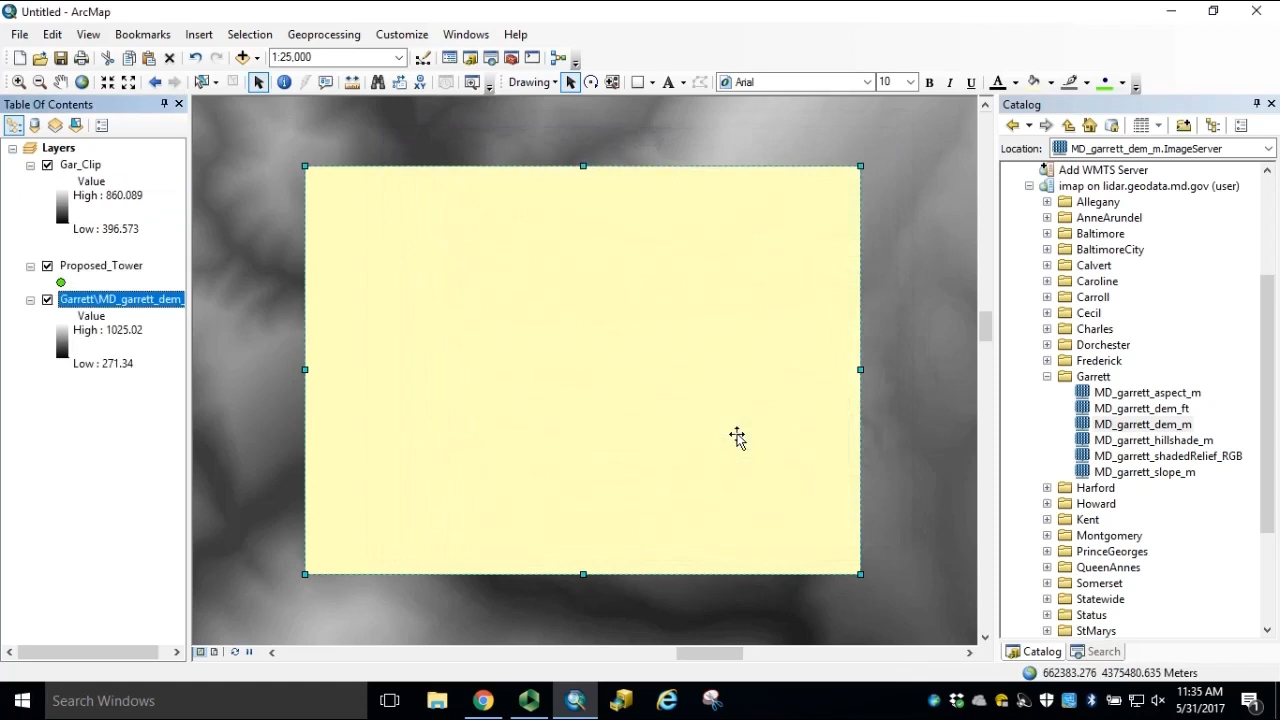 Untitled - ArcMap
File Edit View Bookmarks Insert Selection Geoprocessing Customize Windows Help
1:25,000
Drawing Arial 10 B I U A
Table Of Contents
Layers
Gar_Clip
Value
High : 860.089
Low : 396.573
Proposed_Tower
Garrett\MD_garrett_dem_
Value
High : 1025.02
Low : 271.34
Catalog
Location: MD_garrett_dem_m.ImageServer
Add WMTS Server
imap on lidar.geodata.md.gov (user)
Allegany
AnneArundel
Baltimore
BaltimoreCity
Calvert
Caroline
Carroll
Cecil
Charles
Dorchester
Frederick
Garrett
MD_garrett_aspect_m
MD_garrett_dem_ft
MD_garrett_dem_m
MD_garrett_hillshade_m
MD_garrett_shadedRelief_RGB
MD_garrett_slope_m
Harford
Howard
Kent
Montgomery
PrinceGeorges
QueenAnnes
Somerset
Statewide
Status
StMarys
Catalog Search
662383.276 4375480.635 Meters
Search Windows
11:35 AM
5/31/2017